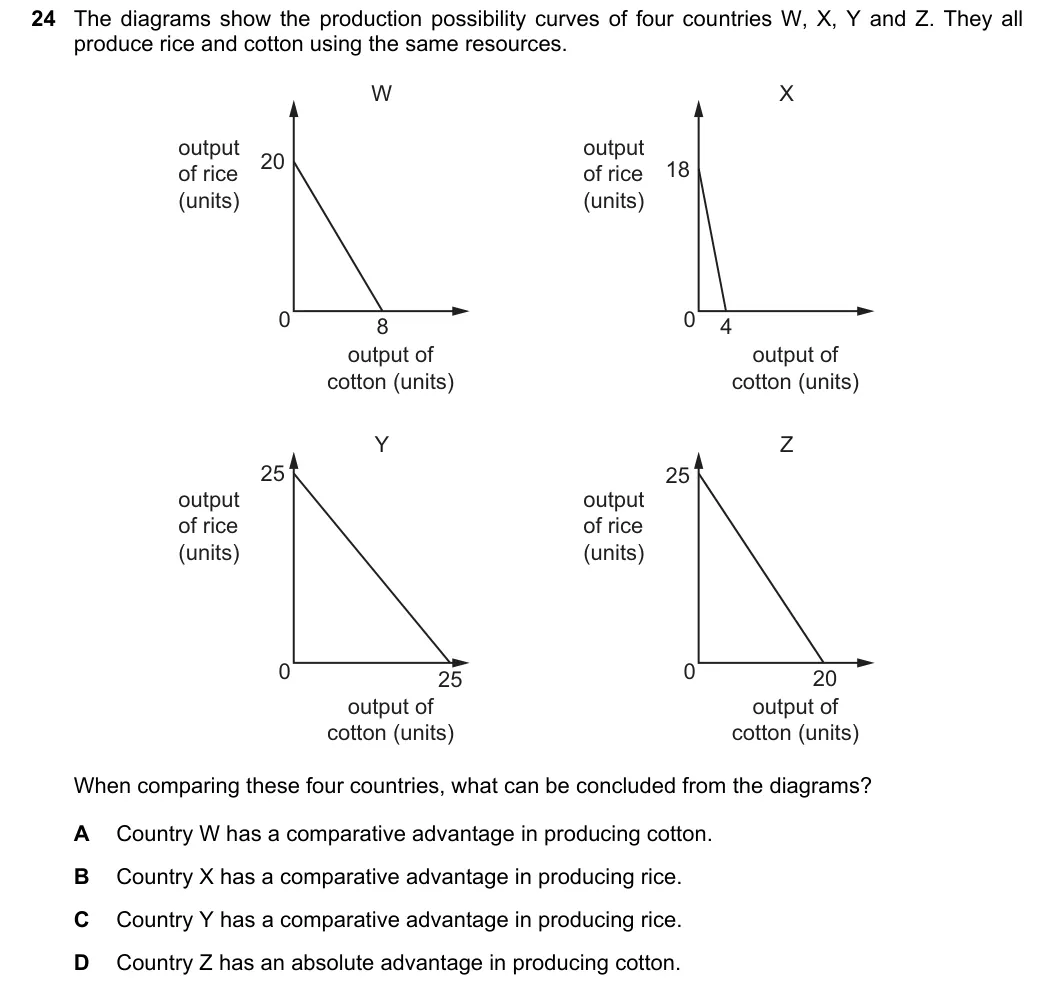 24 The diagrams show the production possibility curves of four countries W, X, Y and Z. They all
produce rice and cotton using the same resources.
W
output
of rice
(units)
20
0
8
output of
cotton (units)
X
output
of rice
(units)
18
0
4
output of
cotton (units)
Y
output
of rice
(units)
25
0
25
output of
cotton (units)
Z
output
of rice
(units)
25
0
20
output of
cotton (units)
When comparing these four countries, what can be concluded from the diagrams?
A Country W has a comparative advantage in producing cotton.
B Country X has a comparative advantage in producing rice.
C Country Y has a comparative advantage in producing rice.
D Country Z has an absolute advantage in producing cotton.